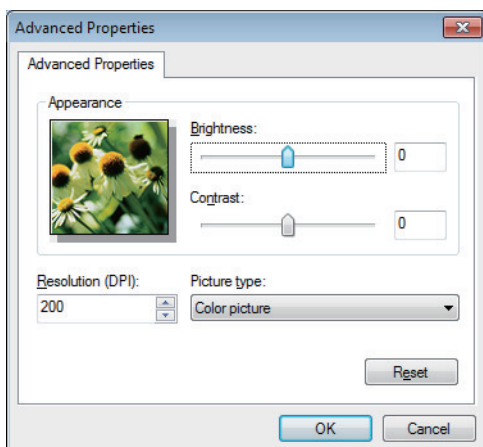 Advanced Properties
Advanced Properties
Appearance
Brightness:
0
Contrast:
0
Resolution (DPI):
Picture type:
200
Color picture
Reset
OK
Cancel